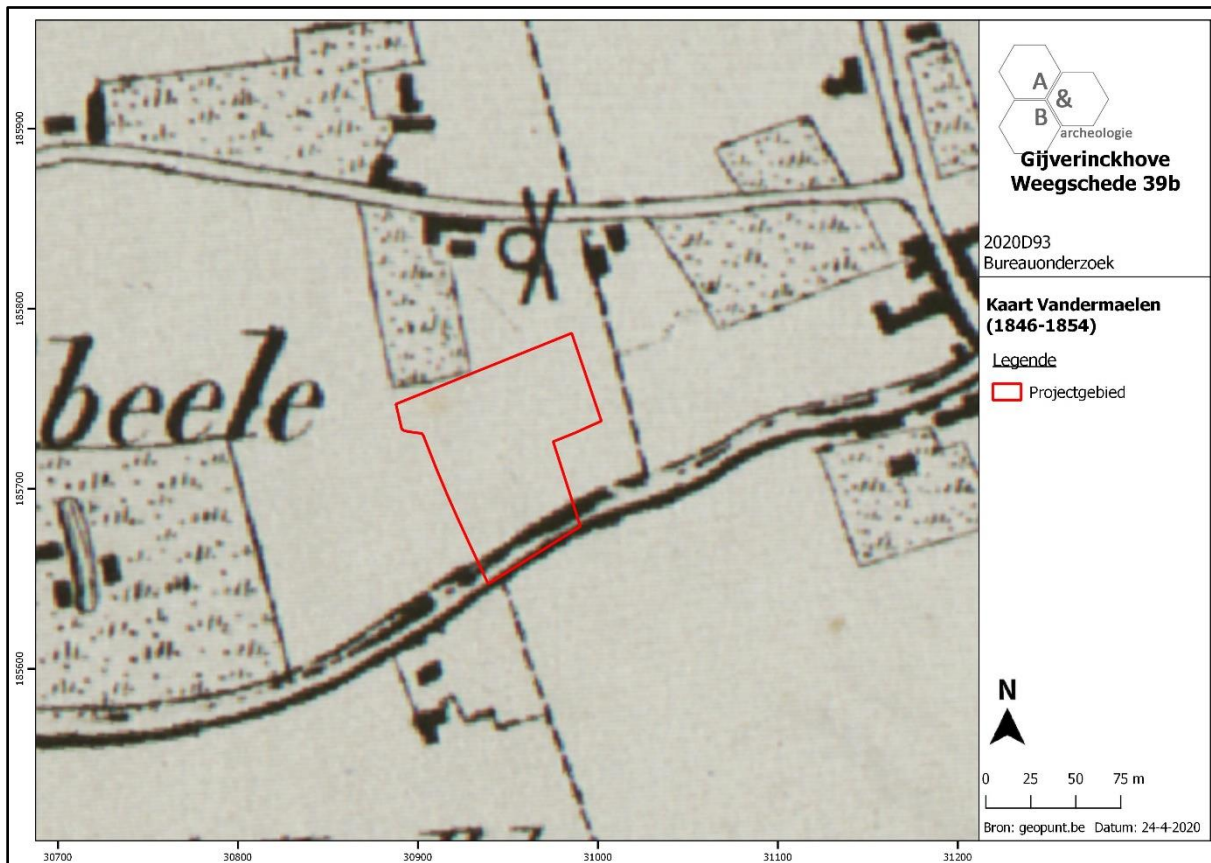 beele
185900
185800
185700
185600
30700
30800
30900
31000
31100
31200
A
&
B
archeologie
Gijverinckhove
Weegschede 39b
2020D93
Bureauonderzoek
Kaart Vandermaelen
(1846-1854)
Legende
Projectgebied
N
0 25 50 75 m
Bron: geopunt.be Datum: 24-4-2020